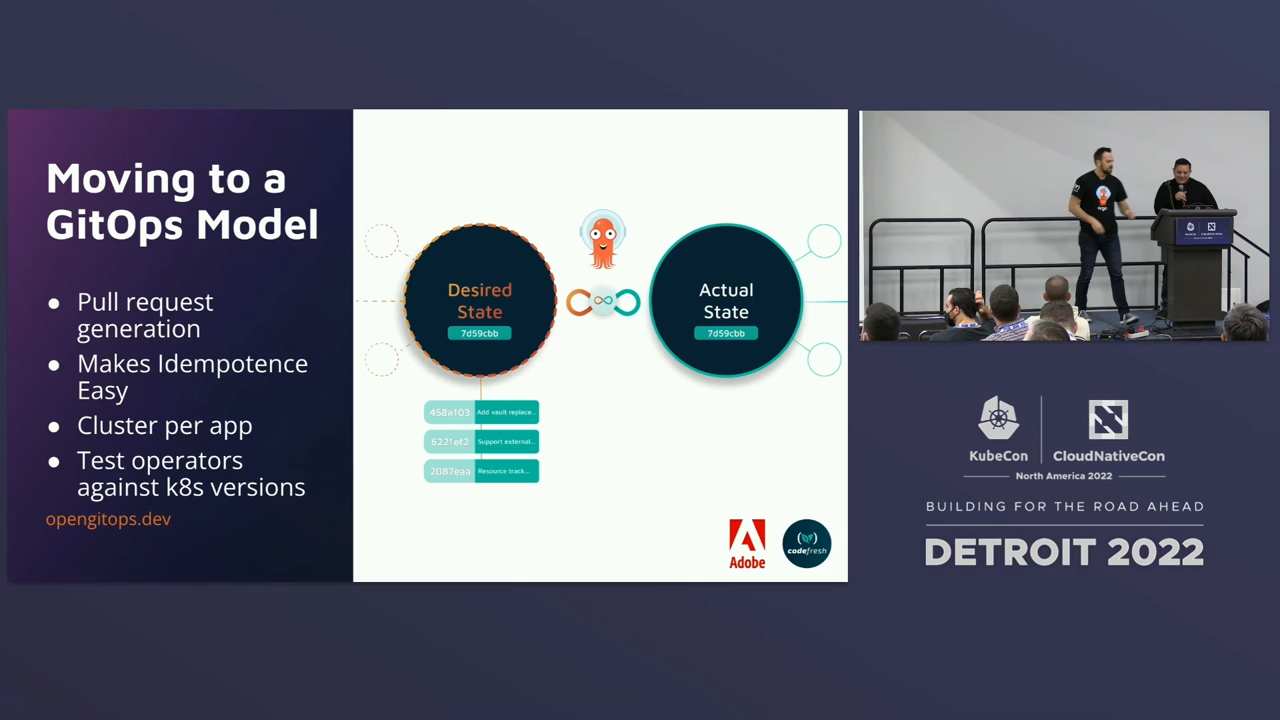 Moving to a
GitOps Model
● Pull request
generation
● Makes Idempotence
Easy
● Cluster per app
● Test operators
against k8s versions
opengitops.dev
Desired
State
7d59cbb
Actual
State
7d59cbb
458a103 Add vault replace...
6221ef2 Support external...
2087eaa Resource track...
Adobe
codefresh
argo
KubeCon
CloudNativeCon
North America 2022
BUILDING FOR THE ROAD AHEAD
DETROIT 2022